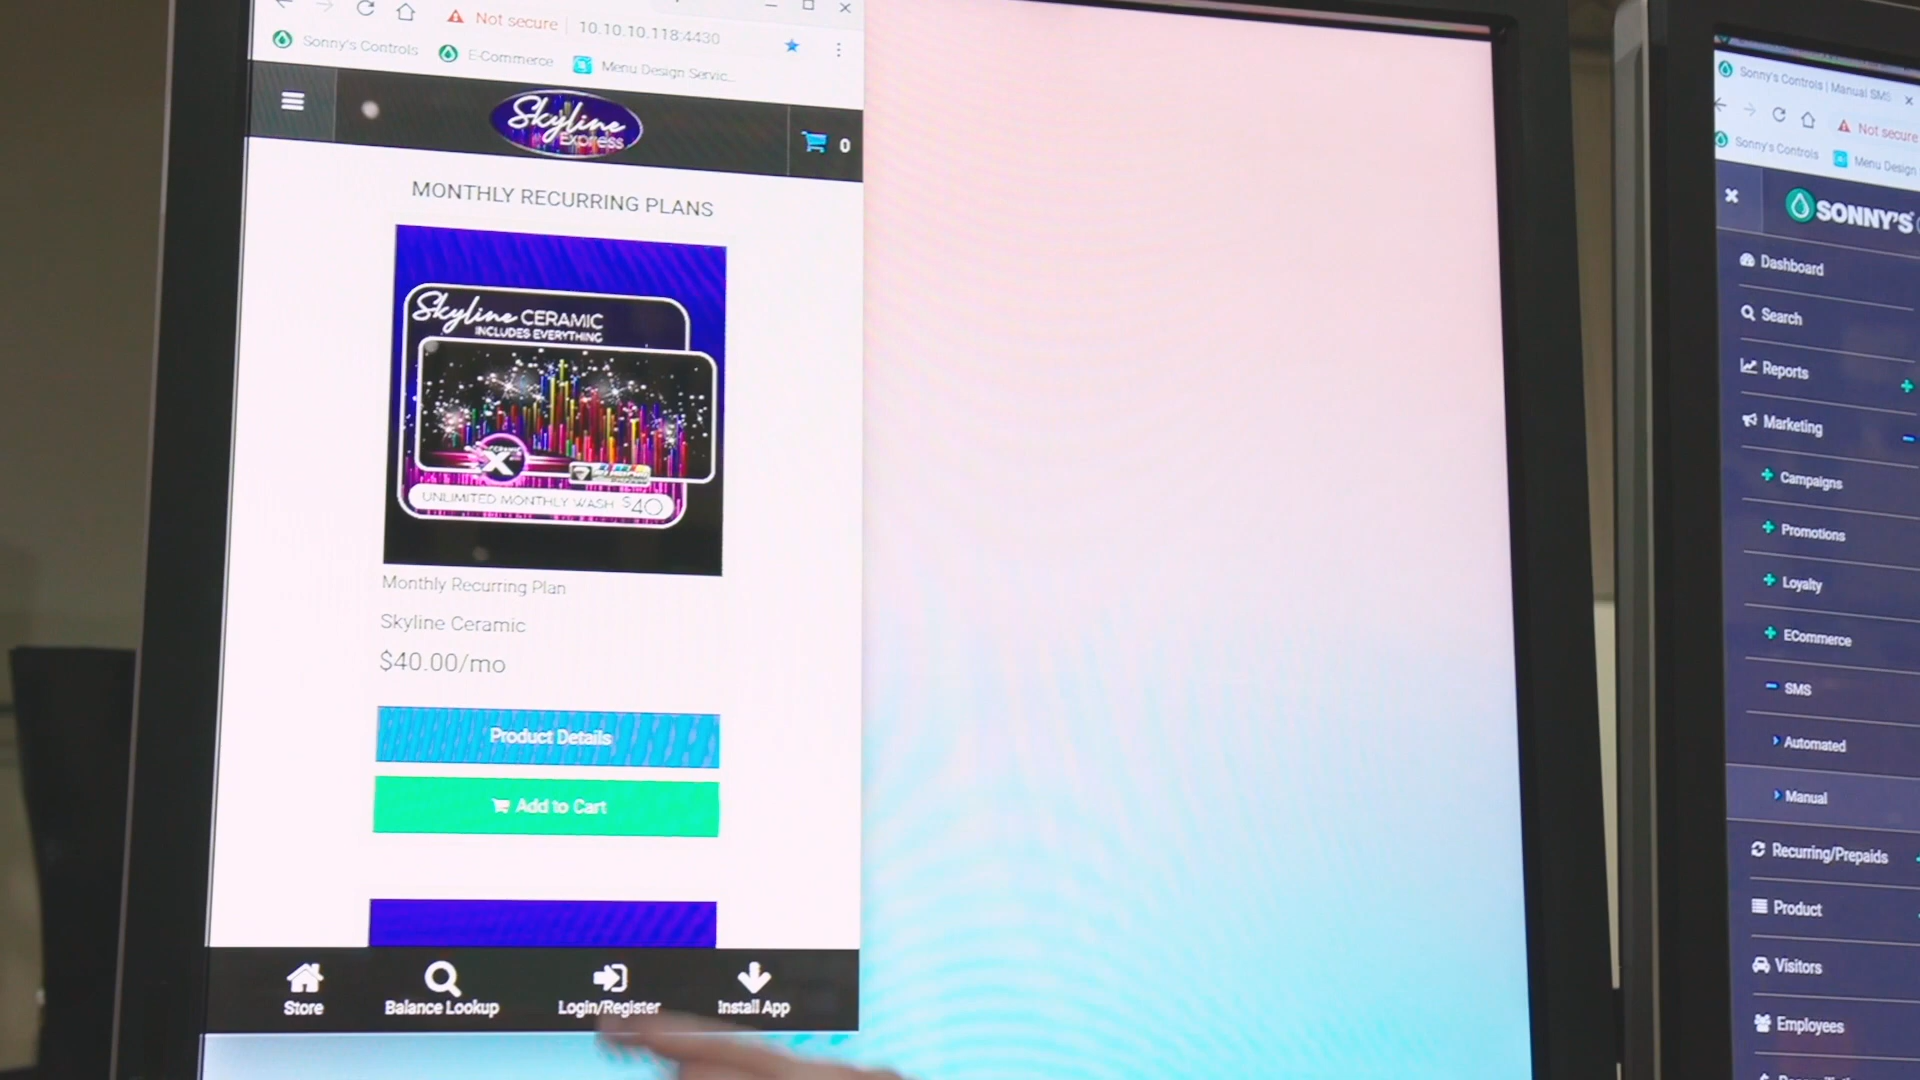 Not secure 10.10.10.118:4430
Sonny's Controls E-Commerce Menu Design Servic...
Skyline
Express
0
MONTHLY RECURRING PLANS
Skyline CERAMIC
INCLUDES EVERYTHING
CERAMIC
X
UNLIMITED MONTHLY WASH $40
Monthly Recurring Plan
Skyline Ceramic
$40.00/mo
Product Details
Add to Cart
Store Balance Lookup Login/Register Install App
Sonny's Controls | Manual SMS
Not secure
Sonny's Controls Menu Design
SONNY'S
Dashboard
Search
Reports
Marketing
Campaigns
Promotions
Loyalty
ECommerce
SMS
Automated
Manual
Recurring/Prepaids
Product
Visitors
Employees